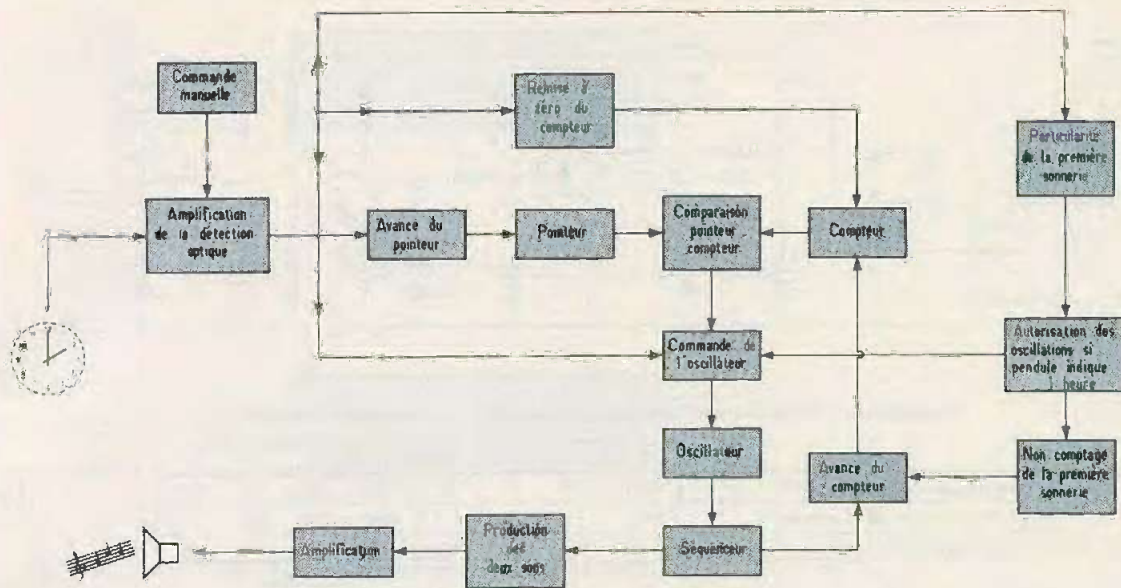 Commande
manuelle
Remise à
zéro du
compteur
Particularité
de la première
sonnerie
Amplification
de la détection
optique
Avance du
pointeur
Pointeur
Comparaison
pointeur
compteur
Compteur
Commande de
l'oscillateur
Autorisation des
oscillations si
pendule indique
1 heure
Oscillateur
Avance du
compteur
Non comptage
de la première
sonnerie
Amplification
Production
des
deux sons
Séquenceur